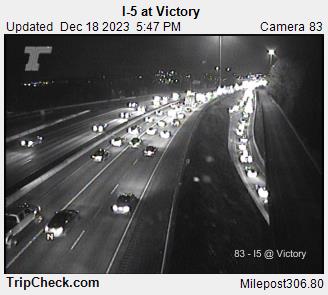 I-5 at Victory
Updated  Dec 18 2023  5:47 PM
Camera 83
T
N
83 - I5 @ Victory
TripCheck.com
Milepost306.80